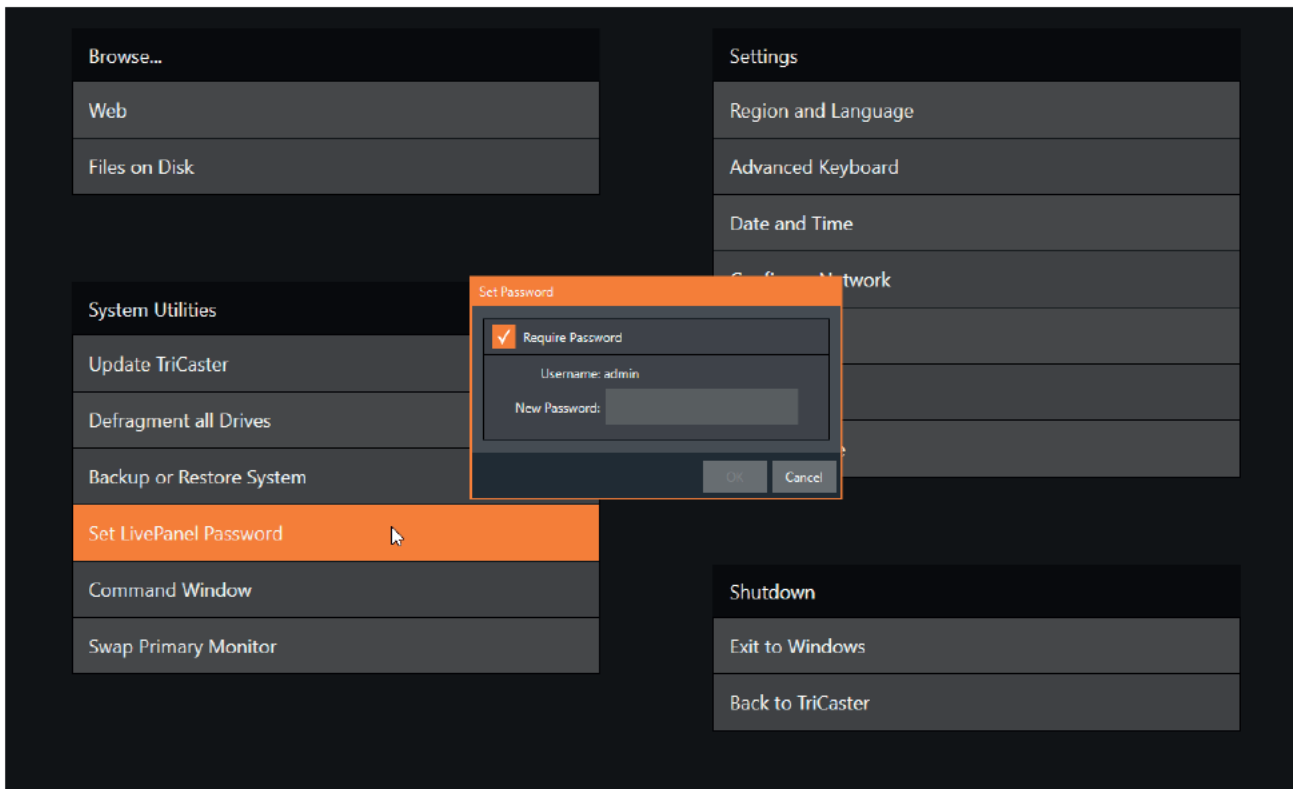 Browse...
Web
Files on Disk
System Utilities
Update TriCaster
Defragment all Drives
Backup or Restore System
Set LivePanel Password
Command Window
Swap Primary Monitor
Settings
Region and Language
Advanced Keyboard
Date and Time
Set Password
Require Password
Username: admin
New Password:
OK
Cancel
Shutdown
Exit to Windows
Back to TriCaster